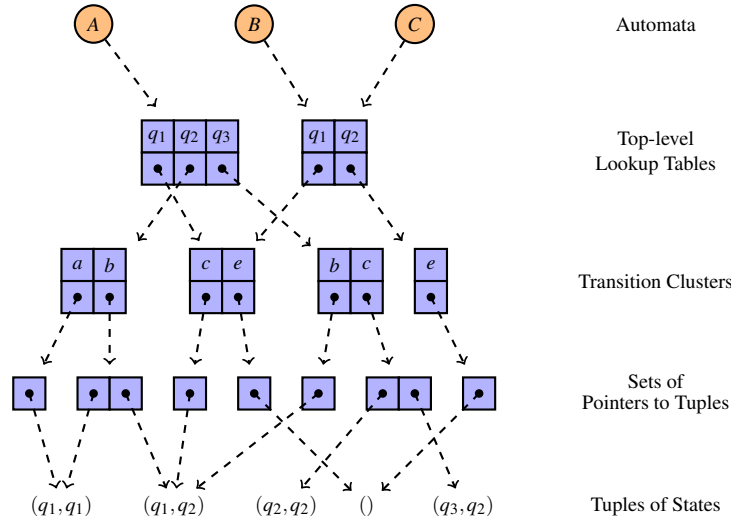 A B C Automata
q₁ q₂ q₃ q₁ q₂ Top-level
Lookup Tables
a b c e b c e Transition Clusters
Sets of
Pointers to Tuples
(q₁,q₁) (q₁,q₂) (q₂,q₂) () (q₃,q₂) Tuples of States